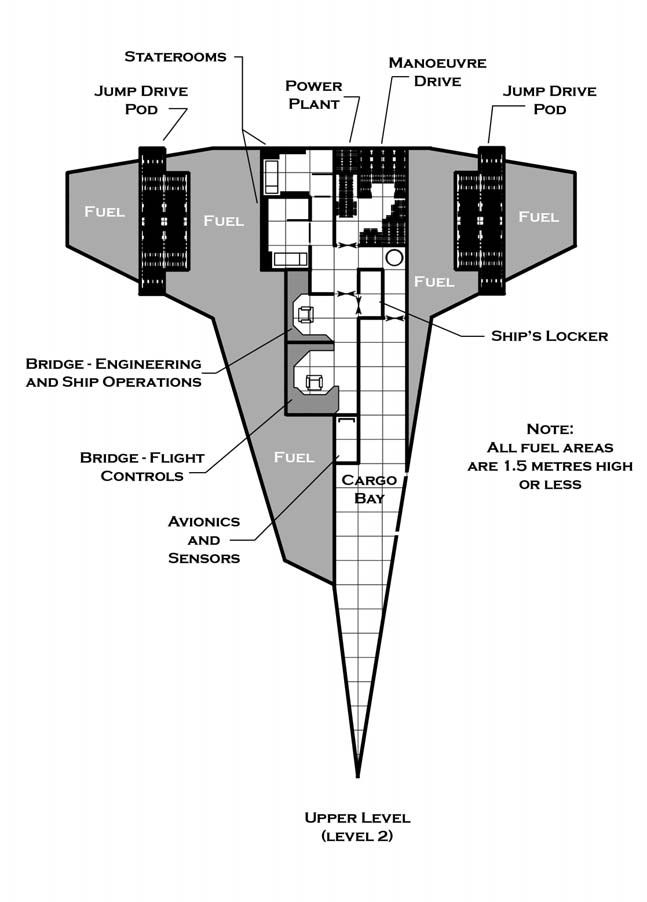 STATEROOMS
JUMP DRIVE
POD
POWER
PLANT
MANOEUVRE
DRIVE
JUMP DRIVE
POD
FUEL
FUEL
FUEL
FUEL
SHIP'S LOCKER
BRIDGE - ENGINEERING
AND SHIP OPERATIONS
BRIDGE - FLIGHT
CONTROLS
FUEL
NOTE:
ALL FUEL AREAS
ARE 1.5 METRES HIGH
OR LESS
CARGO
BAY
AVIONICS
AND
SENSORS
UPPER LEVEL
(LEVEL 2)